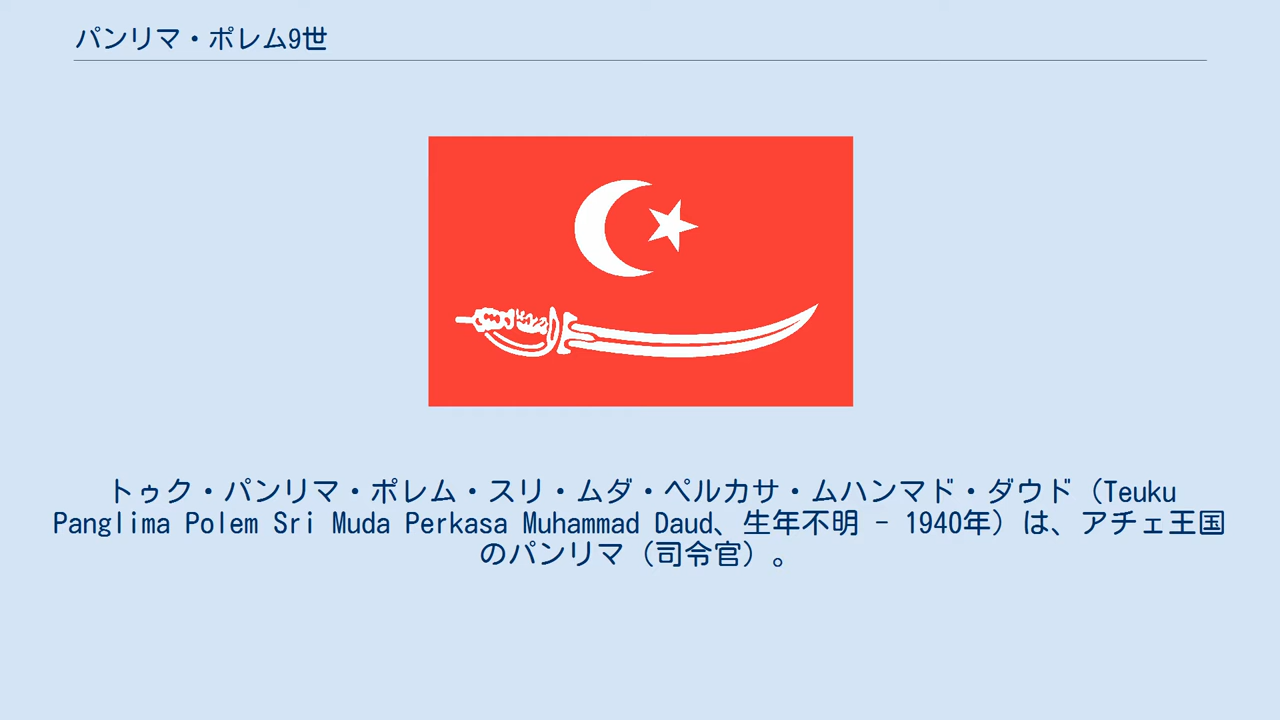 パンリマ・ポレム9世
トゥク・パンリマ・ポレム・スリ・ムダ・ペルカサ・ムハンマド・ダウド（Teuku
Panglima Polem Sri Muda Perkasa Muhammad Daud、生年不明 - 1940年）は、アチェ王国
のパンリマ（司令官）。